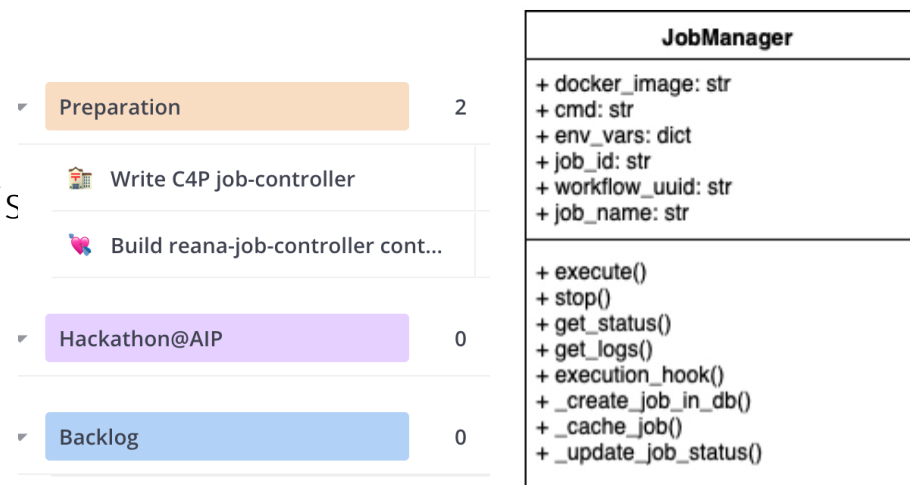 Preparation 2
Write C4P job-controller
Build reana-job-controller cont...
Hackathon@AIP 0
Backlog 0
s
JobManager
+ docker_image: str
+ cmd: str
+ env_vars: dict
+ job_id: str
+ workflow_uuid: str
+ job_name: str
+ execute()
+ stop()
+ get_status()
+ get_logs()
+ execution_hook()
+ _create_job_in_db()
+ _cache_job()
+ _update_job_status()